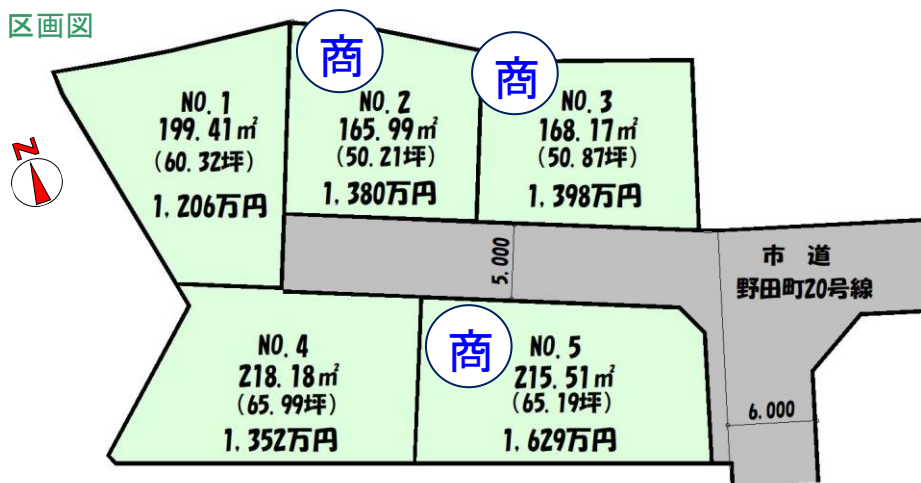 区画図
商
商
NO. 1
199. 41㎡
(60. 32坪)
1, 206万円
NO. 2
165. 99㎡
(50. 21坪)
1, 380万円
NO. 3
168. 17㎡
(50. 87坪)
1, 398万円
N
5.000
市 道
野田町20号線
商
NO. 4
218. 18㎡
(65. 99坪)
1, 352万円
NO. 5
215. 51㎡
(65. 19坪)
1, 629万円
6.000